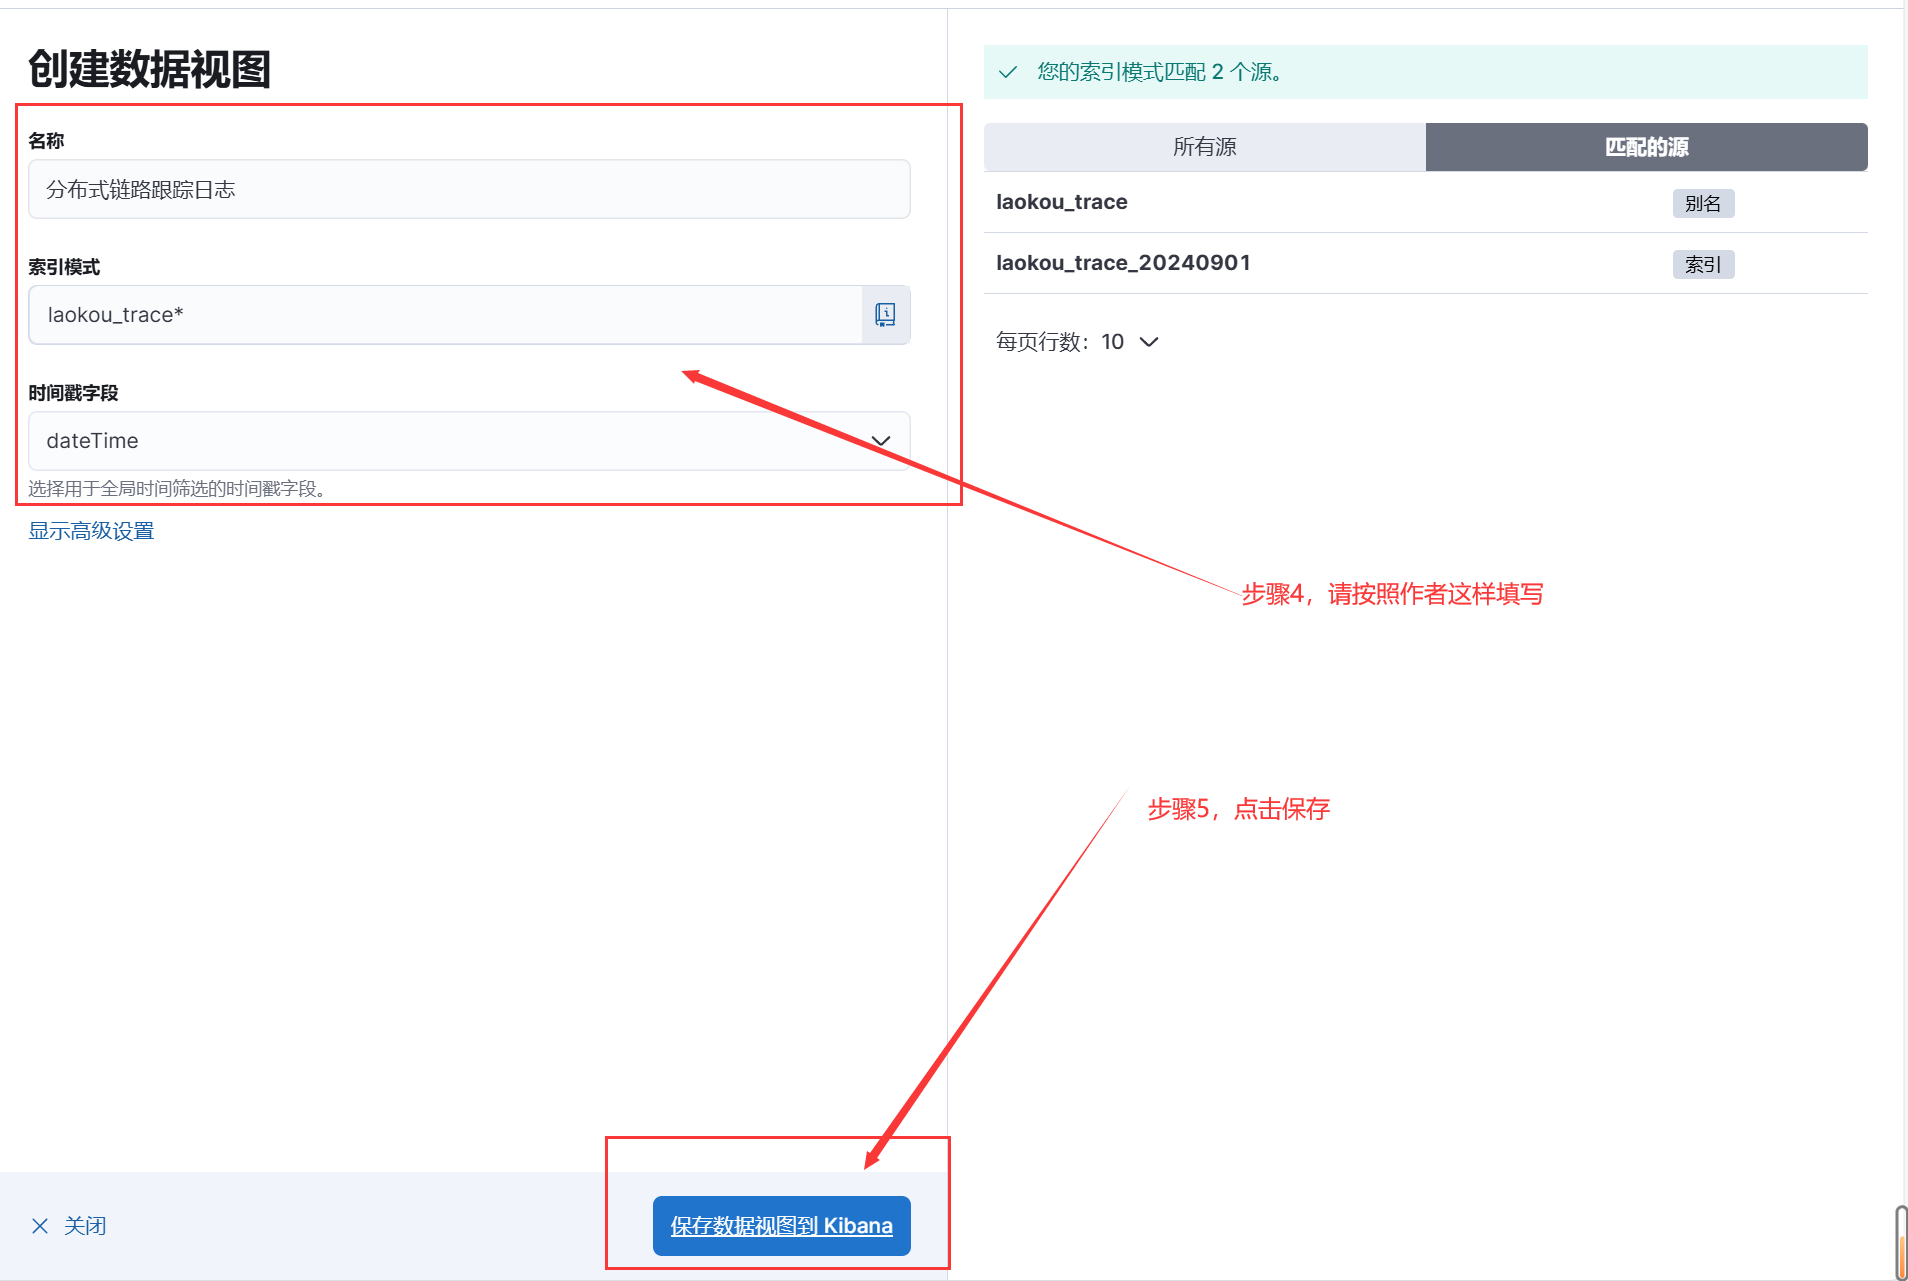 创建数据视图
名称
分布式链路跟踪日志
索引模式
laokou_trace*
时间戳字段
dateTime
选择用于全局时间筛选的时间戳字段。
显示高级设置
您的索引模式匹配 2 个源。
所有源
匹配的源
laokou_trace
别名
laokou_trace_20240901
索引
每页行数：10
步骤4，请按照作者这样填写
步骤5，点击保存
关闭
保存数据视图到 Kibana